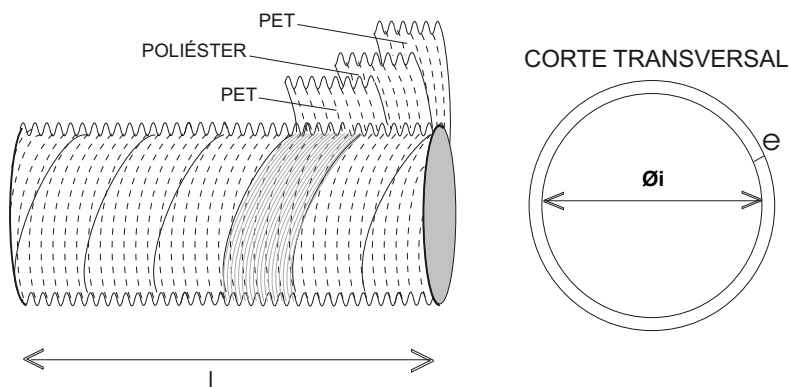 PET
POLIÉSTER
PET
CORTE TRANSVERSAL
e
Øi
l